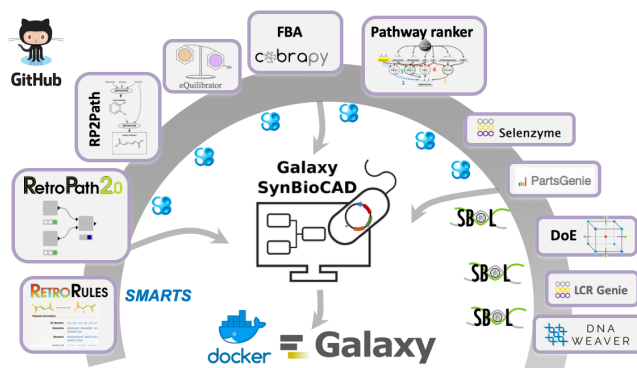 GitHub
RP2Path
eQuilibrator
FBA
cobrapy
Pathway ranker
Selenzyme
PartsGenie
RetroPath2.0
Galaxy
SynBioCAD
SBOL
DoE
RETRORULES
SMARTS
SBOL
LCR Genie
SBOL
DNA
WEAVER
docker
Galaxy